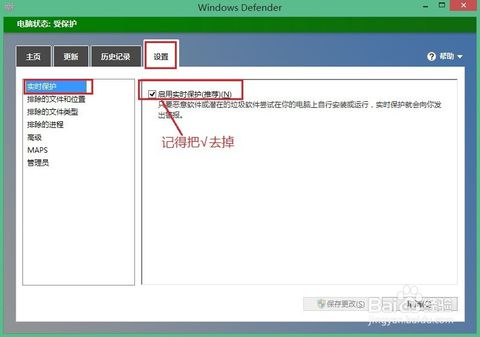 Windows Defender
电脑状态: 受保护
主页
更新
历史记录
设置
帮助
实时保护
排除的文件和位置
排除的文件类型
排除的进程
高级
MAPS
管理员
启用实时保护(推荐)(N)
只要恶意软件或潜在的垃圾软件尝试在你的电脑上自行安装或运行，实时保护就会向你发
出警报。
记得把√去掉
保存更改(S)
取消(C)
Baidu 经验
jingyan.baidu.com